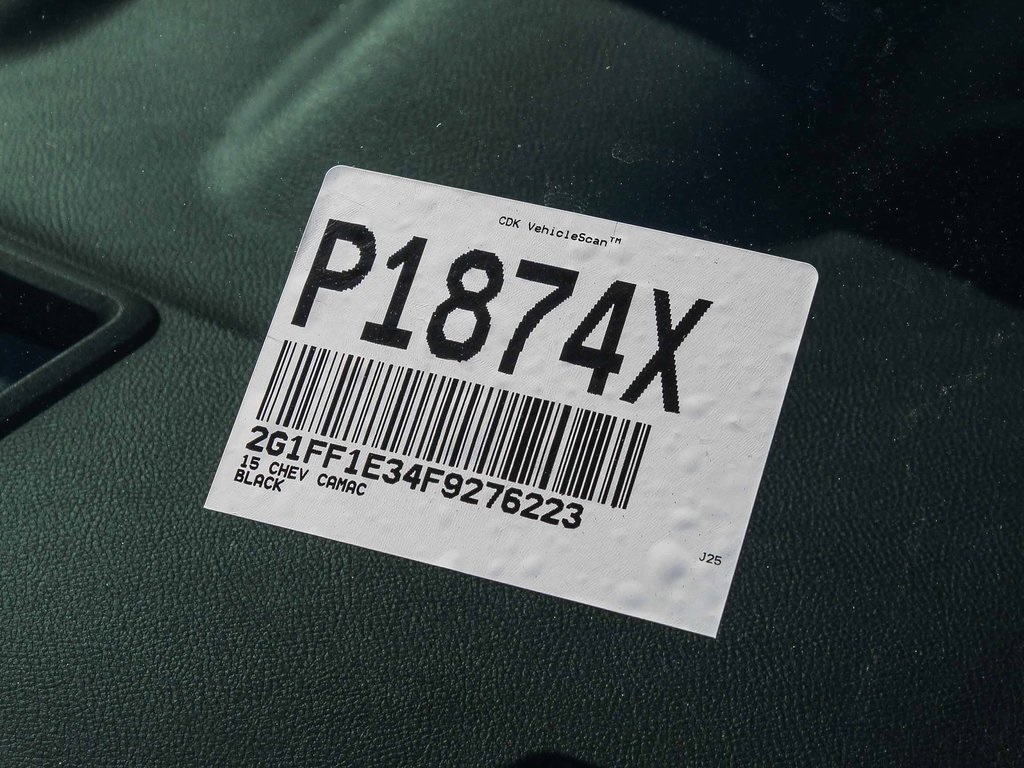 CDK VehicleScan™
P1874X
2G1FF1E34F9276223
15 CHEV CAMAC
BLACK
J25